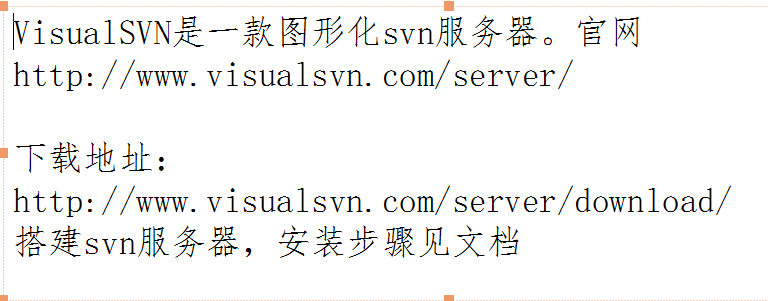 VisualSVN是一款图形化svn服务器。官网
http://www.visualsvn.com/server/
下载地址：
http://www.visualsvn.com/server/download/
搭建svn服务器，安装步骤见文档